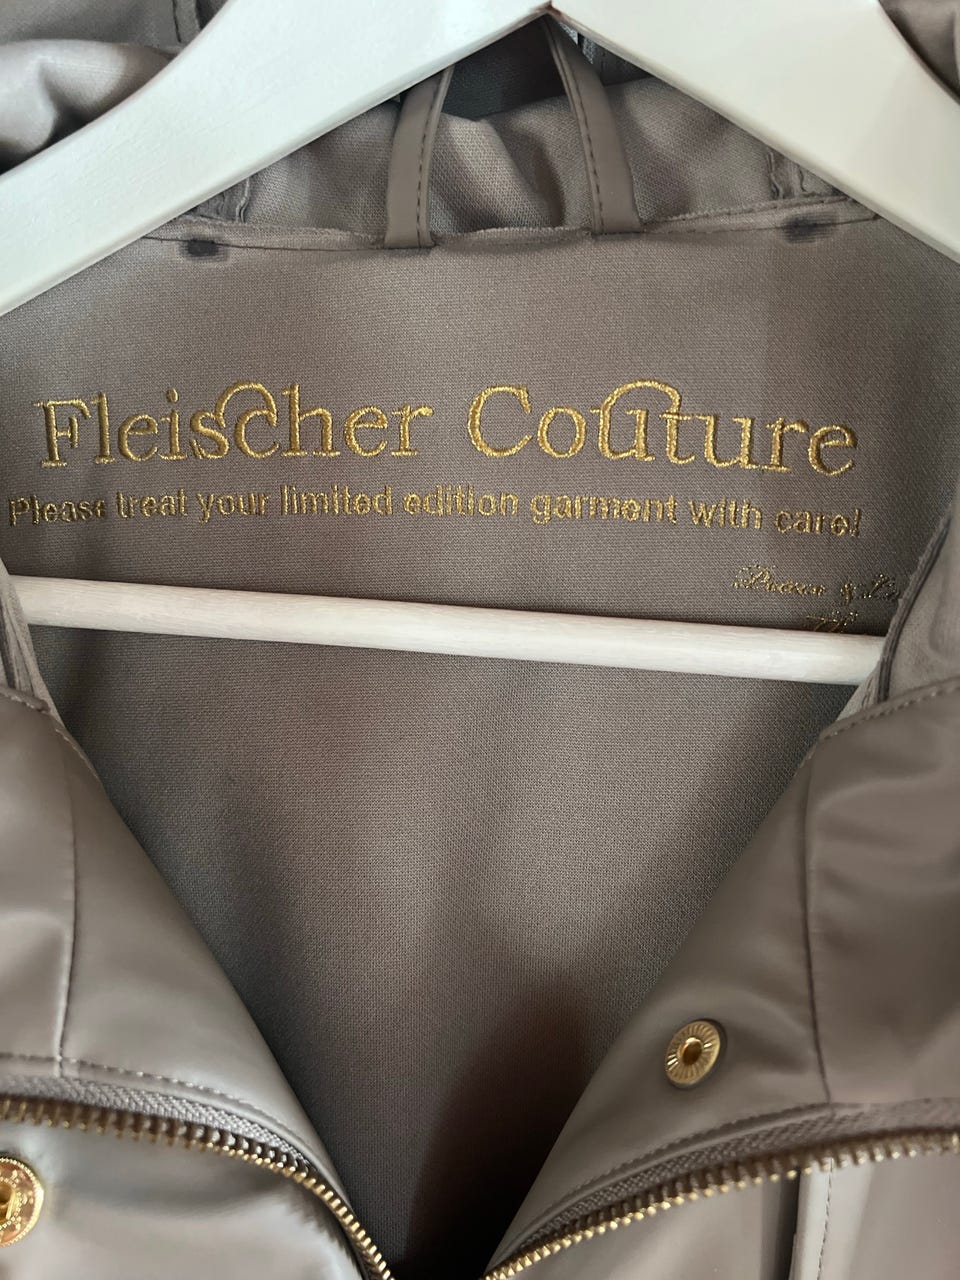 Fleischer Couture
Please treat your limited edition garment with care!
&